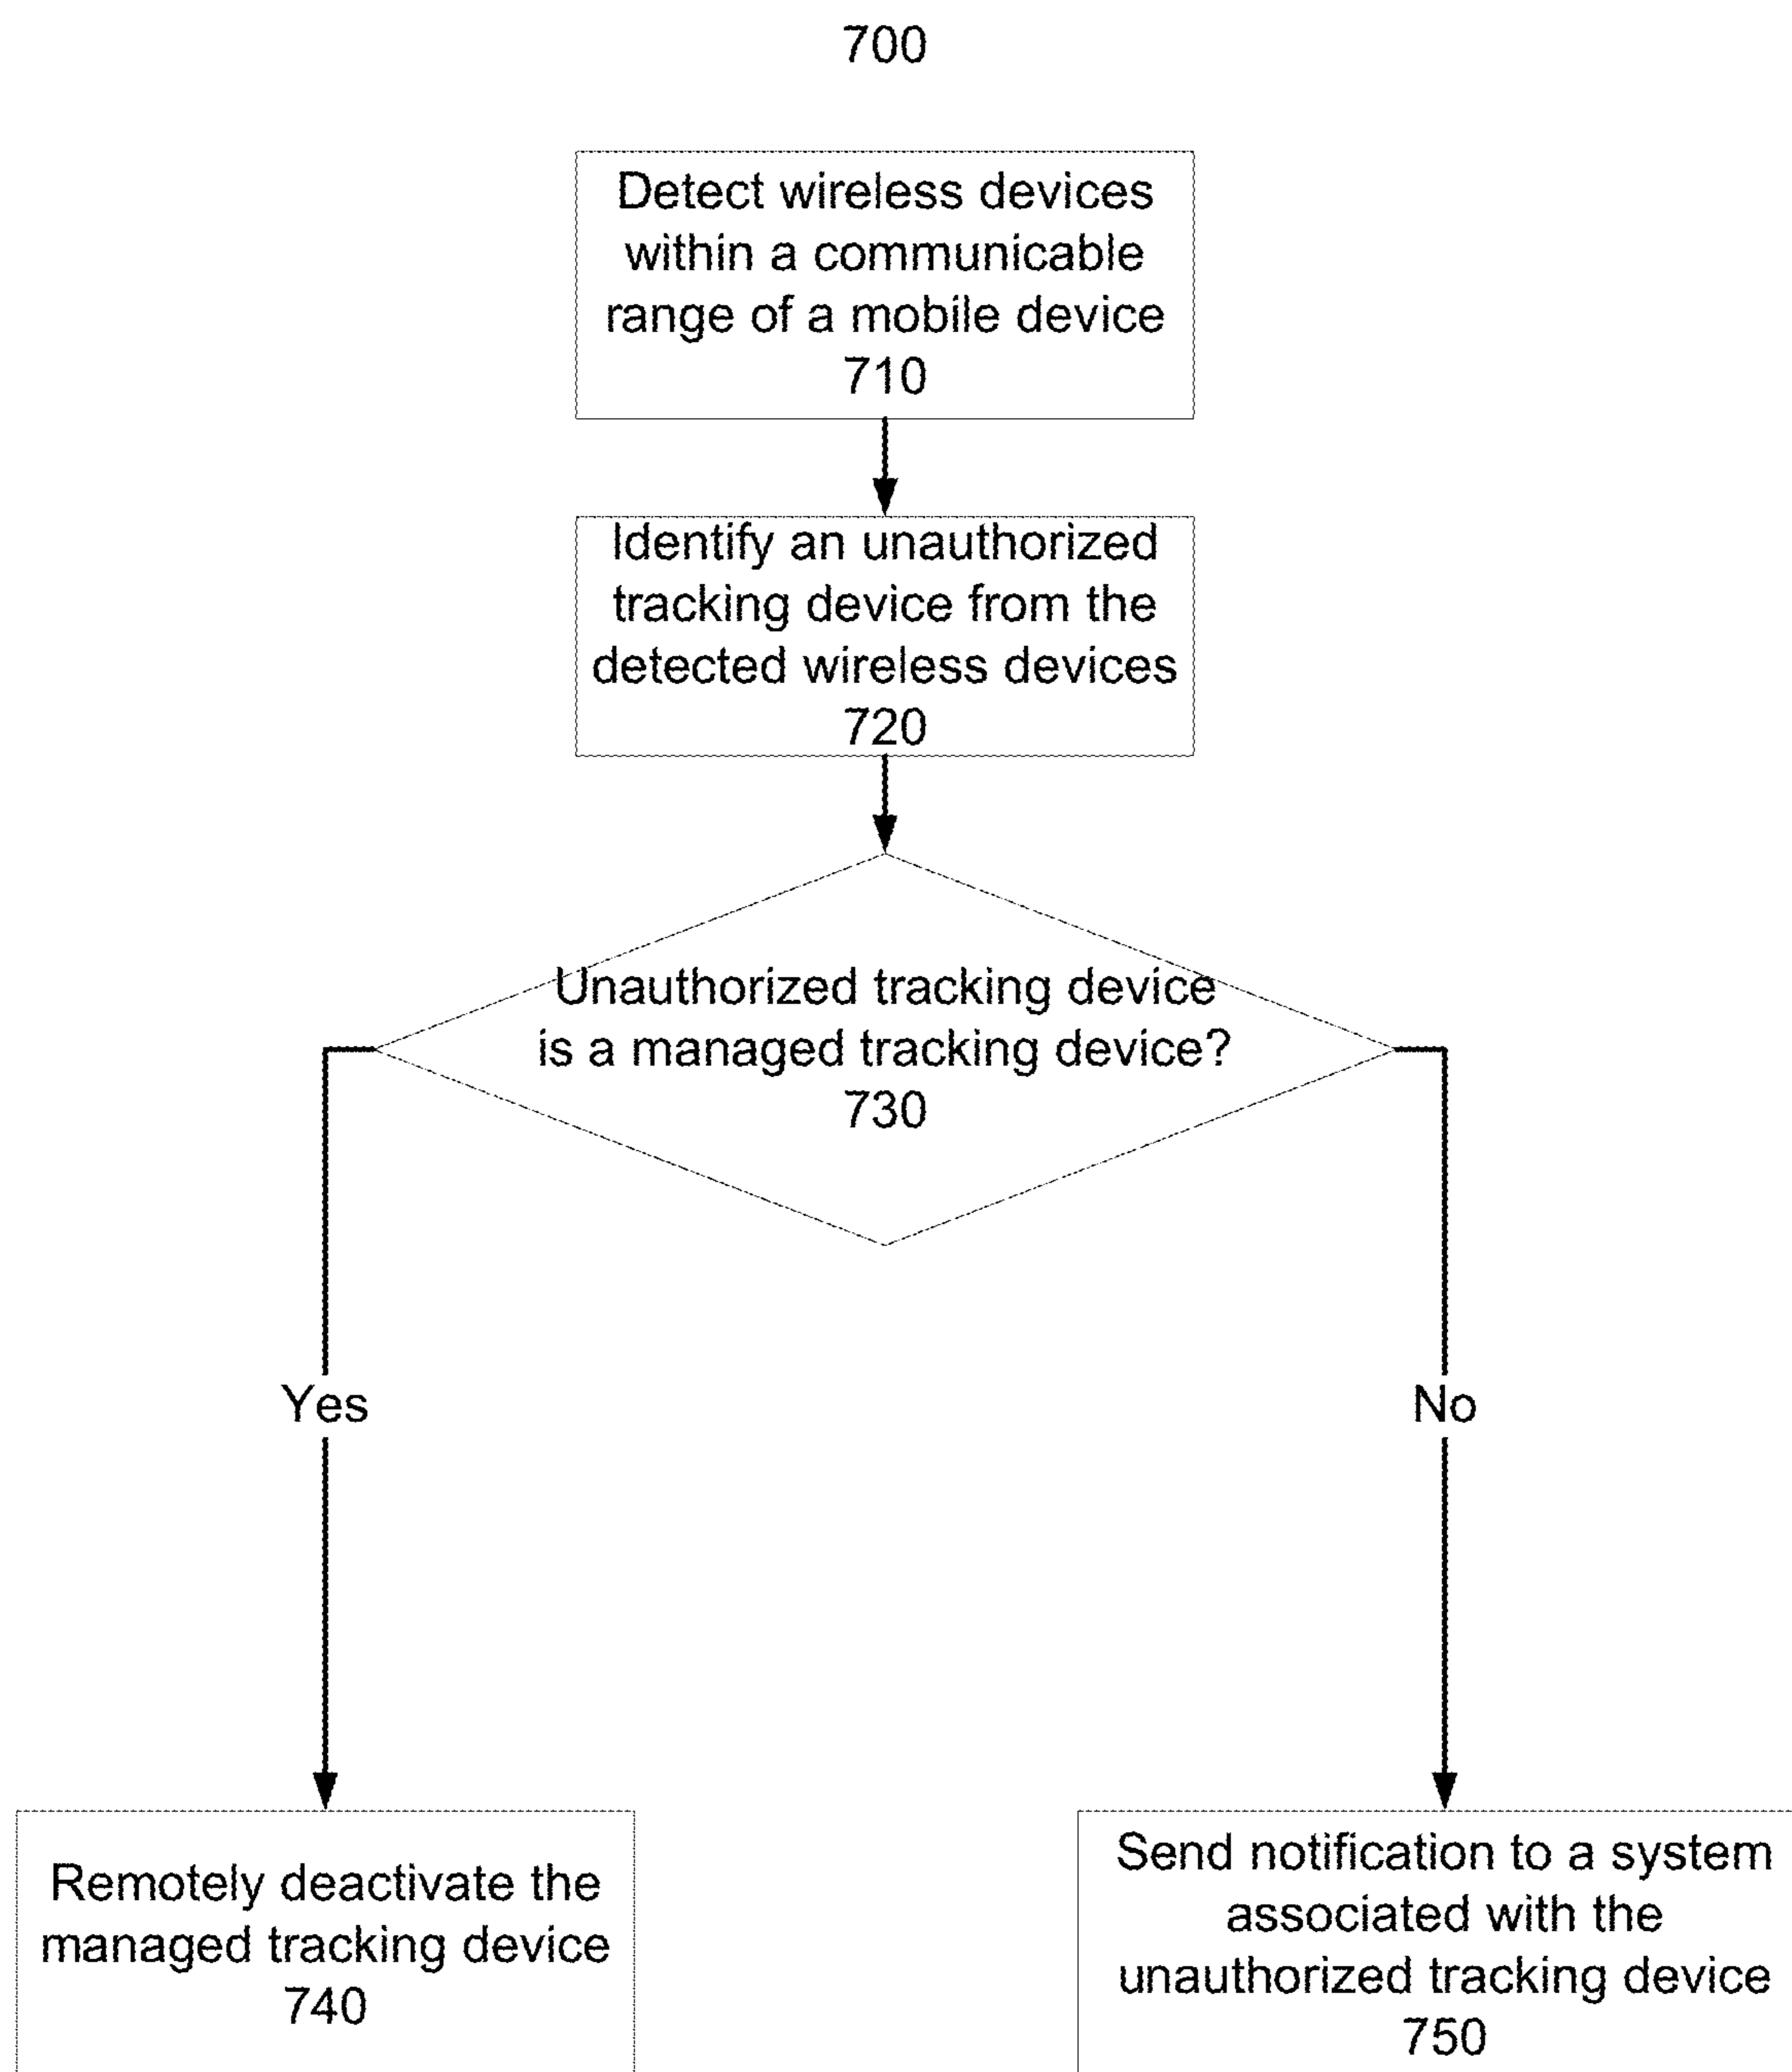 700
Detect wireless devices
within a communicable
range of a mobile device
710
Identify an unauthorized
tracking device from the
detected wireless devices
720
Unauthorized tracking device
is a managed tracking device?
730
Yes
No
Remotely deactivate the
managed tracking device
740
Send notification to a system
associated with the
unauthorized tracking device
750